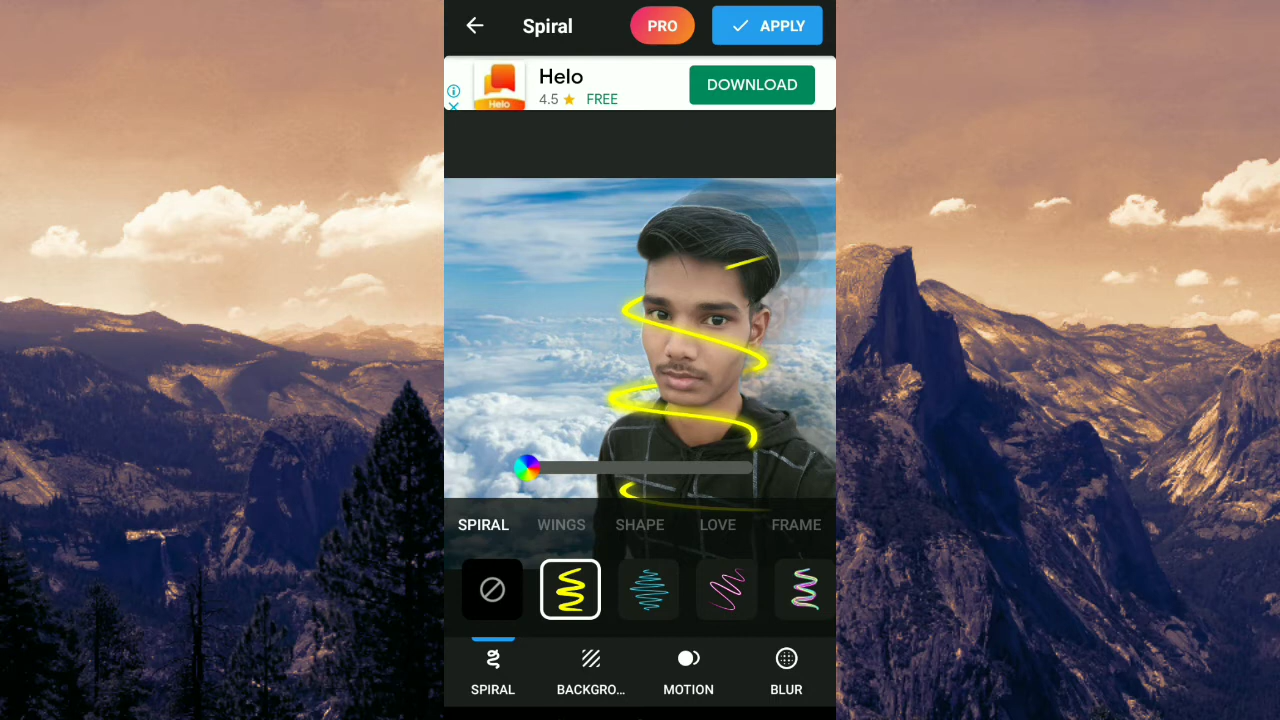 Spiral
PRO
APPLY
Helo
Helo
4.5 ★ FREE
DOWNLOAD
SPIRAL WINGS SHAPE LOVE FRAME
SPIRAL BACKGRO... MOTION BLUR